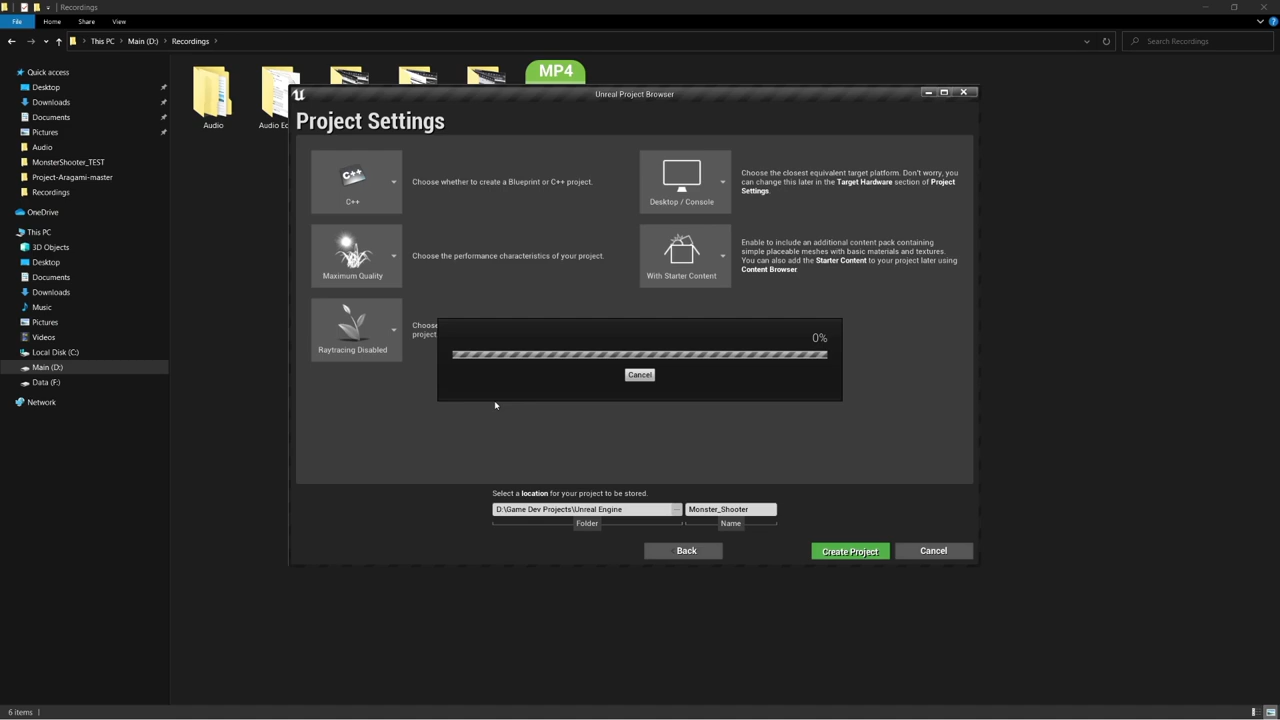 Recordings
File
Home
Share
View
This PC
Main (D:)
Recordings
Search Recordings
Quick access
Desktop
Downloads
Documents
Pictures
Audio
MonsterShooter_TEST
Project-Aragami-master
Recordings
OneDrive
This PC
3D Objects
Desktop
Documents
Downloads
Music
Pictures
Videos
Local Disk (C:)
Main (D:)
Data (F:)
Network
MP4
Audio
Audio Ec
Unreal Project Browser
Project Settings
C++
C++
Choose whether to create a Blueprint or C++ project.
Desktop / Console
Choose the closest equivalent target platform. Don't worry, you
can change this later in the Target Hardware section of Project
Settings.
Maximum Quality
Choose the performance characteristics of your project.
With Starter Content
Enable to include an additional content pack containing
simple placeable meshes with basic materials and textures.
You can also add the Starter Content to your project later using
Content Browser.
Raytracing Disabled
Choose
project
0%
Cancel
Select a location for your project to be stored.
D:\Game Dev Projects\Unreal Engine
...
Monster_Shooter
Folder
Name
Back
Create Project
Cancel
6 items